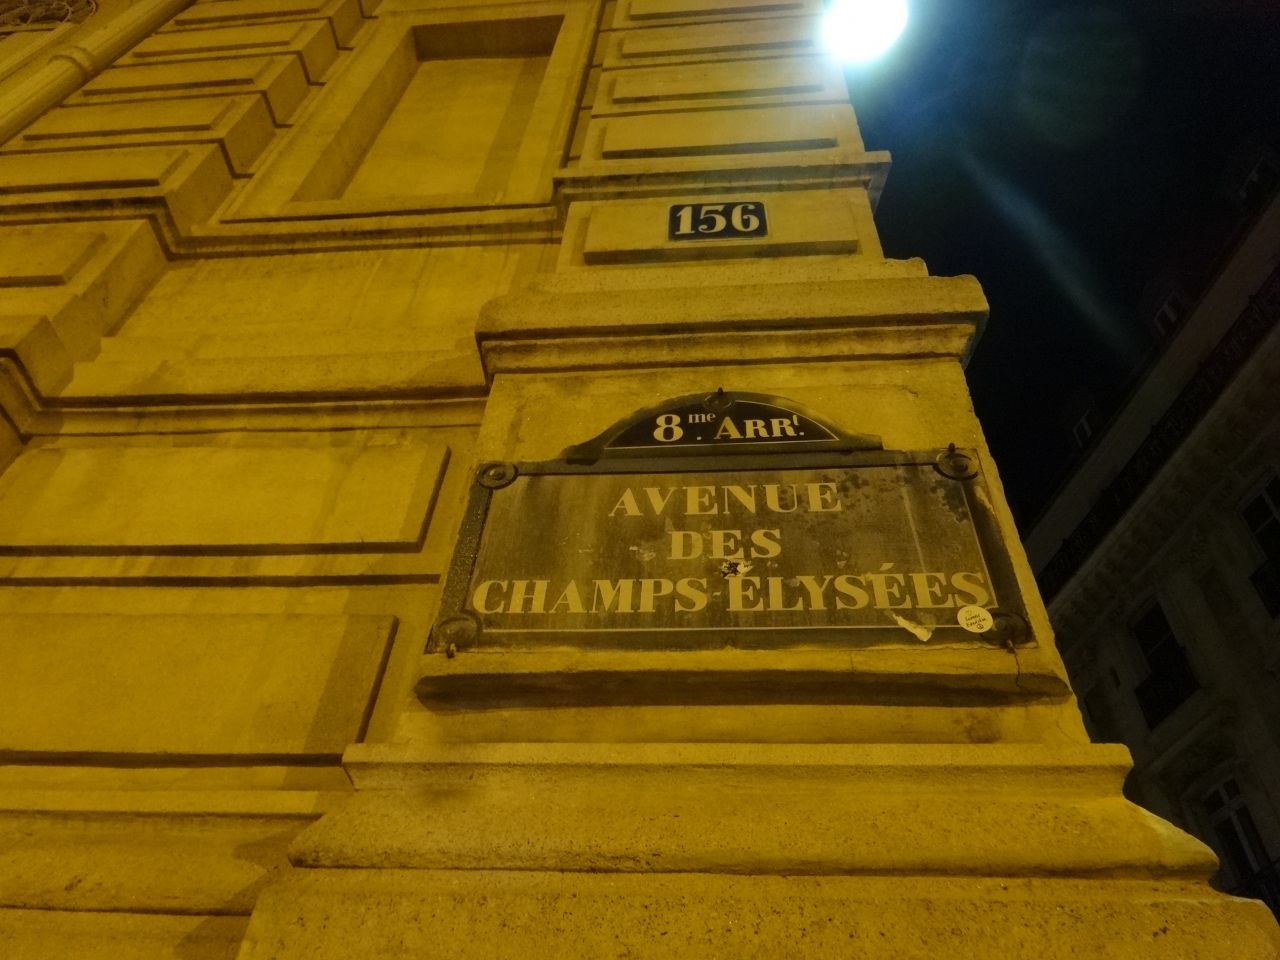 156
8me. ARRt.
AVENUE
DES
CHAMPS-ÉLYSÉES